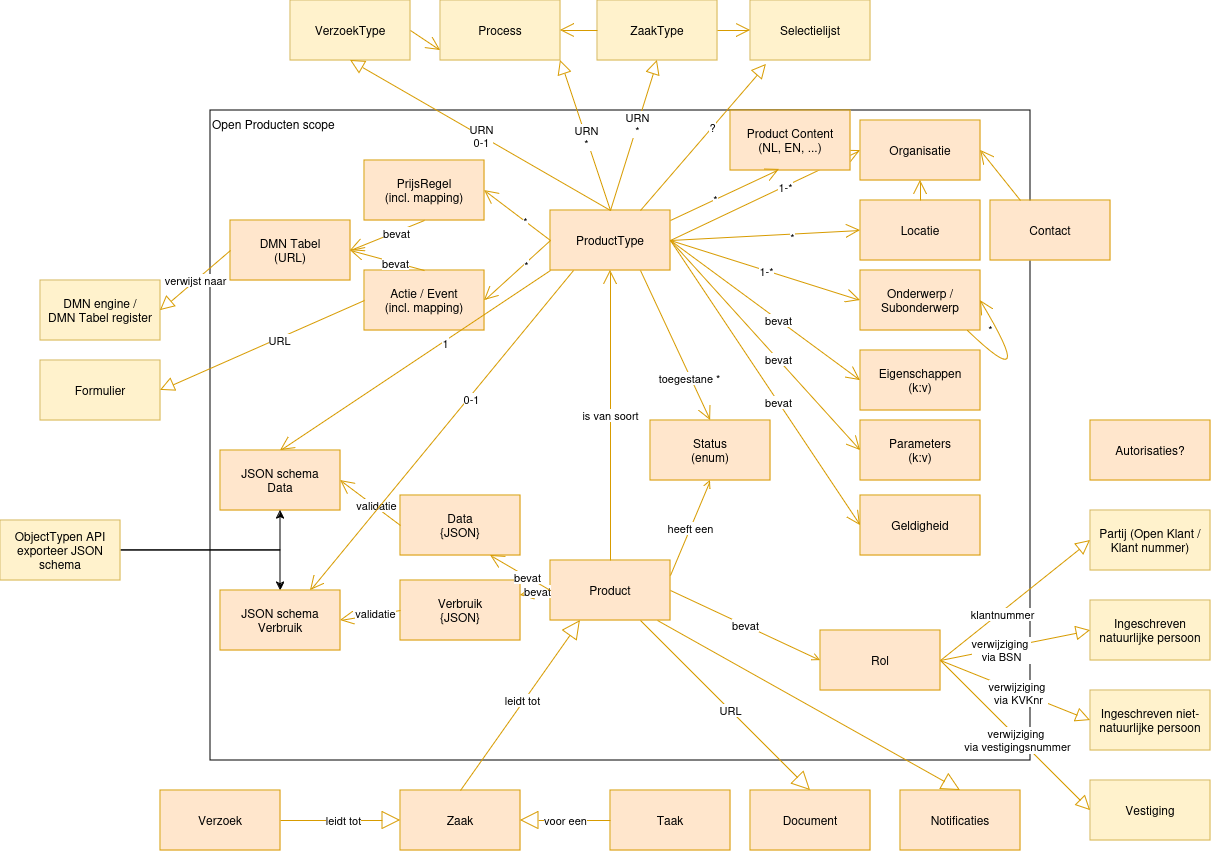 VerzoekType
Process
ZaakType
Selectielijst
Open Producten scope
URN
0-1
URN
*
URN
*
?
Product Content
(NL, EN, ...)
Organisatie
PrijsRegel
(incl. mapping)
*
*
1-*
DMN Tabel
(URL)
bevat
ProductType
*
Locatie
Contact
bevat
*
1-*
verwijst naar
DMN engine /
DMN Tabel register
Actie / Event
(incl. mapping)
Onderwerp /
Subonderwerp
*
URL
1
bevat
Formulier
toegestane *
bevat
Eigenschappen
(k:v)
0-1
bevat
is van soort
Status
(enum)
Parameters
(k:v)
Autorisaties?
JSON schema
Data
validatie
Data
{JSON}
heeft een
Geldigheid
ObjectTypen API
exporteer JSON
schema
Partij (Open Klant /
Klant nummer)
bevat
bevat
Product
JSON schema
Verbruik
validatie
Verbruik
{JSON}
bevat
klantnummer
Ingeschreven
natuurlijke persoon
Rol
verwijziging
via BSN
leidt tot
URL
verwijziging
via KVKnr
Ingeschreven niet-
natuurlijke persoon
verwijziging
via vestigingsnummer
Verzoek
leidt tot
Zaak
voor een
Taak
Document
Notificaties
Vestiging